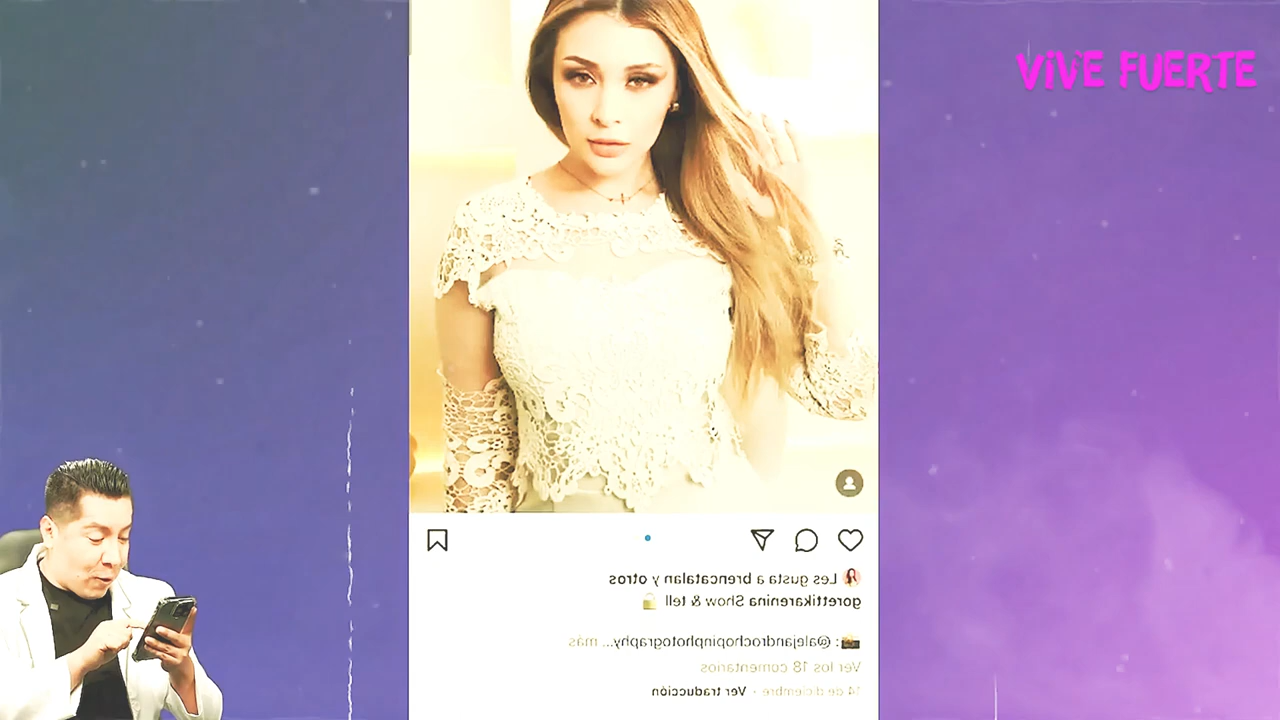 VIVE FUERTE
Les gusta a brencatalan y otros
gorettikarenina Show & tell
: @alejandrochopinphotography... más
Ver los 18 comentarios
14 de diciembre · Ver traducción